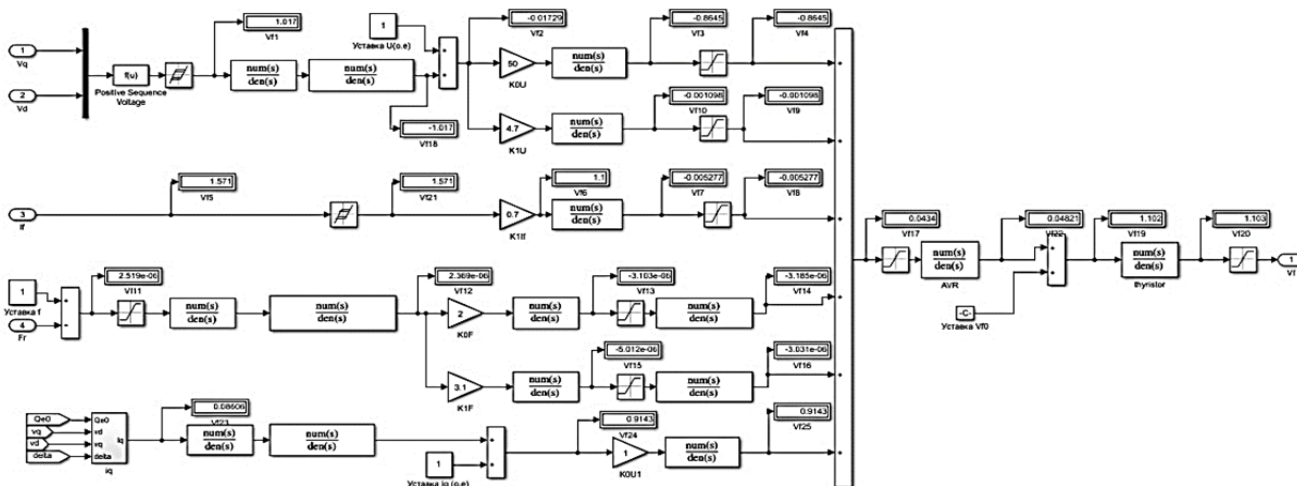 1
Vq
2
Vd
f(u)
Positive Sequence
Voltage
1.017
Vf1
num(s)
den(s)
num(s)
den(s)
1
Уставка U(о.е)
-1.017
Vf18
-0.01729
Vf2
50
K0U
num(s)
den(s)
-0.8645
Vf3
-0.8645
Vf4
4.7
K1U
num(s)
den(s)
-0.001098
Vf10
-0.001098
Vf9
3
If
1.571
Vf5
1.571
Vf21
0.7
K1If
1.1
Vf6
num(s)
den(s)
-0.005277
Vf7
-0.005277
Vf8
1
Уставка f
4
Fr
2.519e-06
Vf11
num(s)
den(s)
num(s)
den(s)
2.369e-06
Vf12
2
K0F
num(s)
den(s)
-3.103e-06
Vf13
num(s)
den(s)
-3.185e-06
Vf14
3.1
K1F
num(s)
den(s)
-5.012e-06
Vf15
num(s)
den(s)
-3.031e-06
Vf16
Qe0
vq
vd
delta
Qe0
vd
vq
delta
Iq
iq
0.08606
Vf23
num(s)
den(s)
num(s)
den(s)
1
Уставка Iq (о.е)
0.9143
Vf24
1
K0U1
num(s)
den(s)
0.9143
Vf25
0.0434
Vf17
num(s)
den(s)
AVR
0.04821
Vf22
-C-
Уставка Vf0
1.102
Vf19
num(s)
den(s)
thyristor
1.103
Vf20
1
Vf